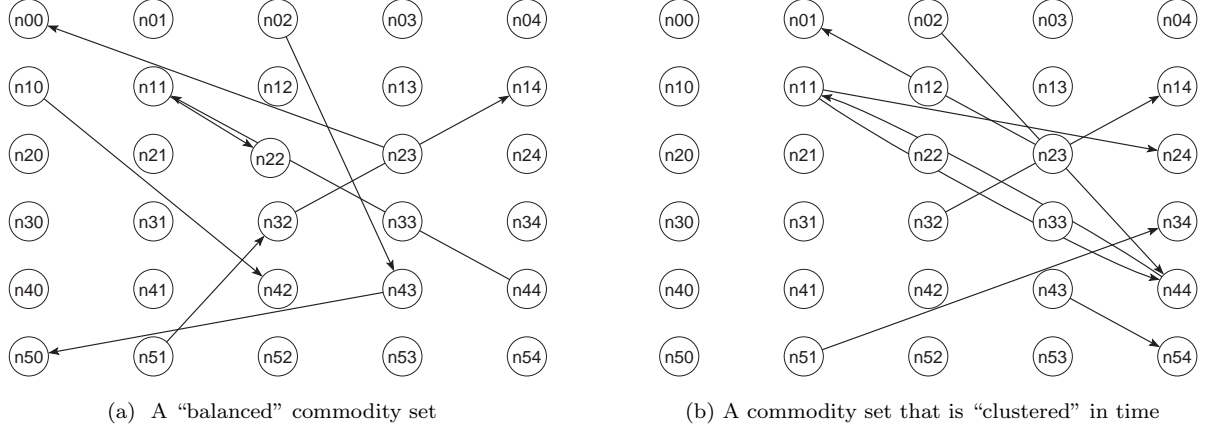 n00 n01 n02 n03 n04 n00 n01 n02 n03 n04
n10 n11 n12 n13 n14 n10 n11 n12 n13 n14
n20 n21 n22 n23 n24 n20 n21 n22 n23 n24
n30 n31 n32 n33 n34 n30 n31 n32 n33 n34
n40 n41 n42 n43 n44 n40 n41 n42 n43 n44
n50 n51 n52 n53 n54 n50 n51 n52 n53 n54
(a) A “balanced” commodity set (b) A commodity set that is “clustered” in time